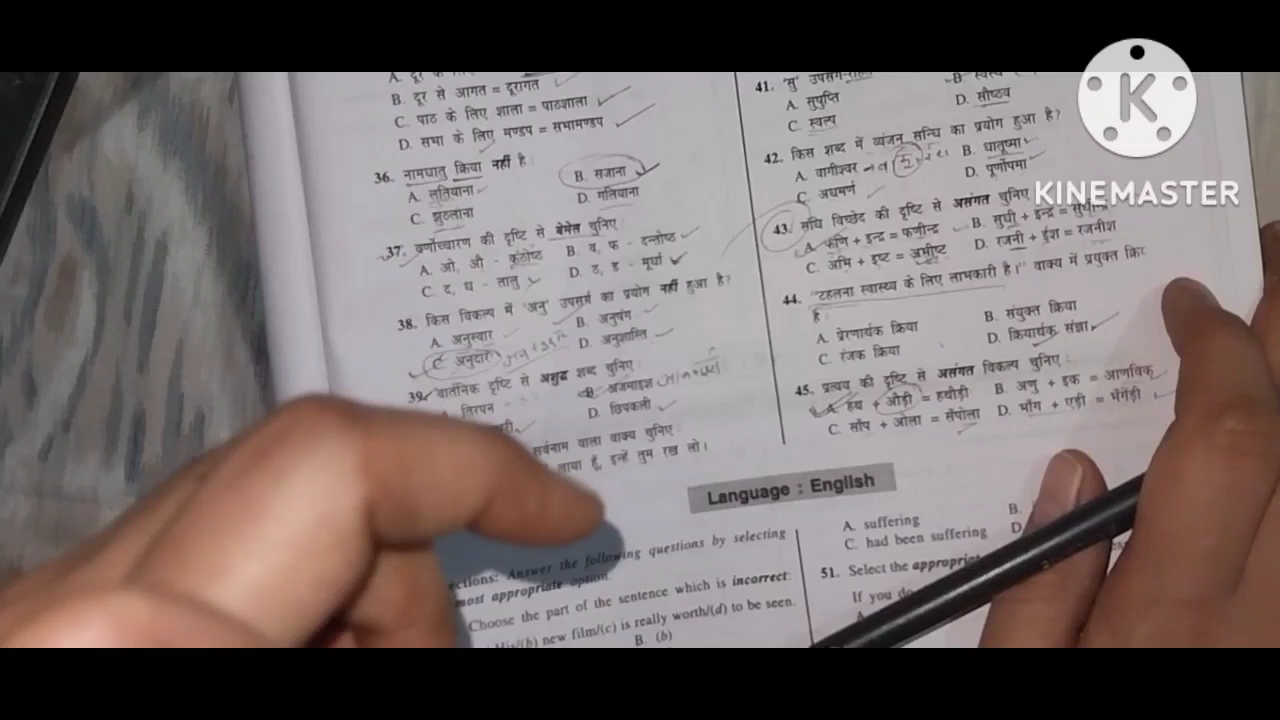 B. दूर से आगत = दूरागत
C. पाठ के लिए शाला = पाठशाला
D. सभा के लिए मण्डप = सभामण्डप
36. नामधातु क्रिया नहीं है :
A. लतियाना
B. सजाना
C. झुठलाना
D. गलियाना
37. वर्णोच्चारण की दृष्टि से बेमेल चुनिए :
A. ओ, औ - कंठोष्ठ
B. व, फ - दन्तोष्ठ
C. द, ध - तालु
D. ठ, ड - मूर्धा
38. किस विकल्प में 'अनु' उपसर्ग का प्रयोग नहीं हुआ है?
A. अनुस्वार
B. अनुषंग
C. अनुदार
D. अनुशास्ति
39. वार्तनिक दृष्टि से अशुद्ध शब्द चुनिए :
तिरपन
B. अजमाइश
D. छिपकली
सर्वनाम वाला वाक्य चुनिए :
लाया हूँ, इन्हें तुम रख लो।
41. 'सु' उपसर्ग-रहित
A. सुषुप्ति
C. स्वल्प
D. सौष्ठव
42. किस शब्द में व्यंजन सन्धि का प्रयोग हुआ है?
A. वागीश्वर
B. धातूष्मा
C. अधमर्ण
D. पूर्णोपमा
43. संधि विच्छेद की दृष्टि से असंगत चुनिए
A. फणि + इन्द्र = फणीन्द्र
B. सुधी + इन्द्र =
C. अभि + इष्ट = अभीष्ट
D. रजनी + ईश = रजनीश
44. "टहलना स्वास्थ्य के लिए लाभकारी है।" वाक्य में प्रयुक्त
है :
A. प्रेरणार्थक क्रिया
B. संयुक्त क्रिया
C. रंजक क्रिया
D. क्रियार्थक संज्ञा
45. प्रत्यय की दृष्टि से असंगत विकल्प चुनिए :
A. हथ + औड़ी = हथौड़ी
B. अणु + इक = आणविक
C. साँप + ओला = सँपोला
D. भाँग + एड़ी = भँगेड़ी
Language : English
Answer the following questions by selecting
most appropriate option.
Choose the part of the sentence which is incorrect:
new film/(c) is really worth/(d) to be seen.
B. (b)
A. suffering
B.
C. had been suffering
D.
51. Select the
If you
KINEMASTER